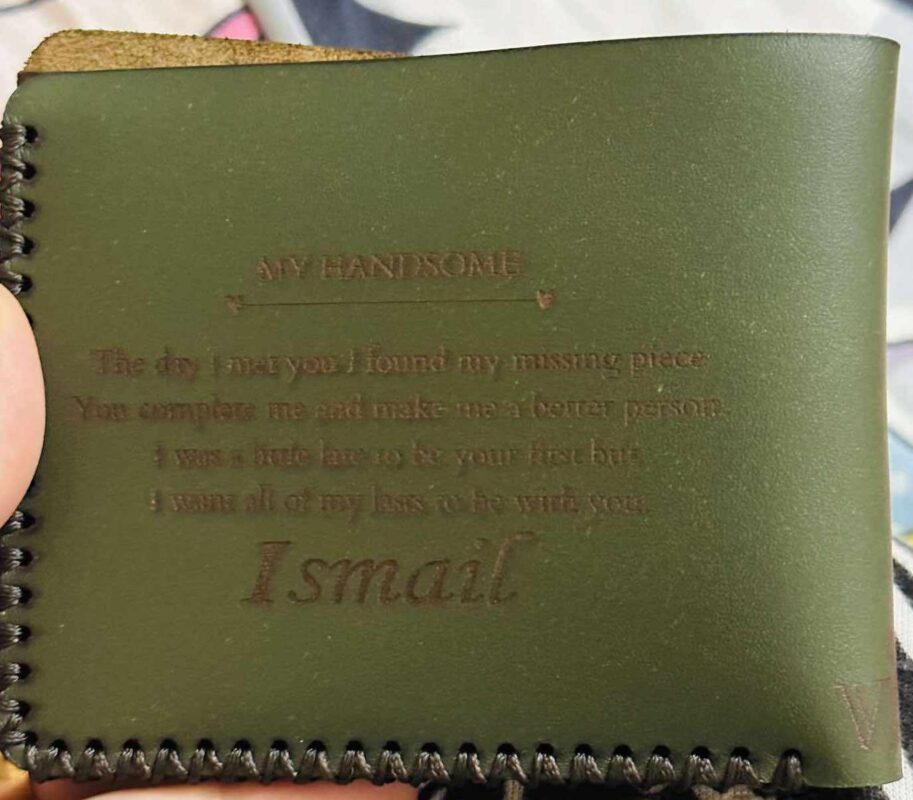 MY HANDSOME
The day I met you I found my missing piece
You complete me and make me a better person.
I was a little late to be your first but
I want all of my lasts to be with you.
Ismail
V